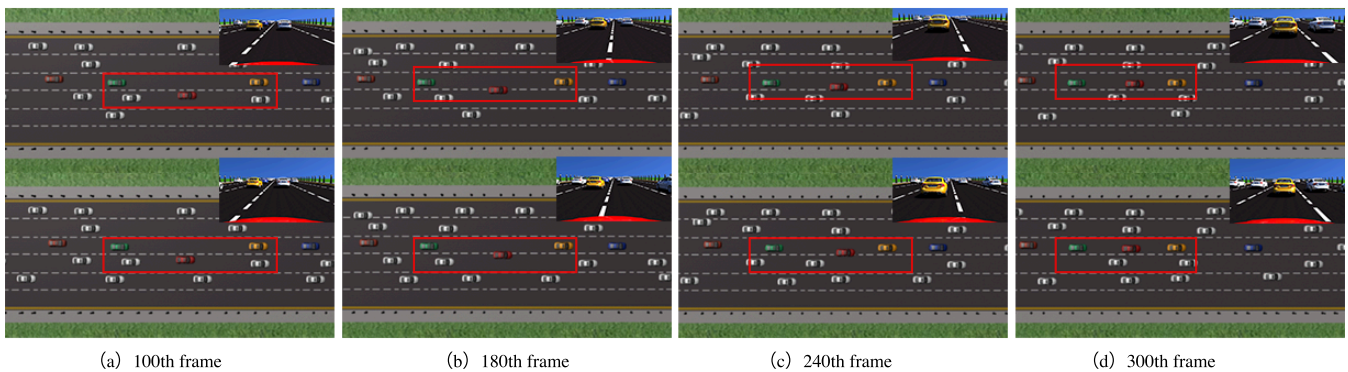 (a) 100th frame
(b) 180th frame
(c) 240th frame
(d) 300th frame